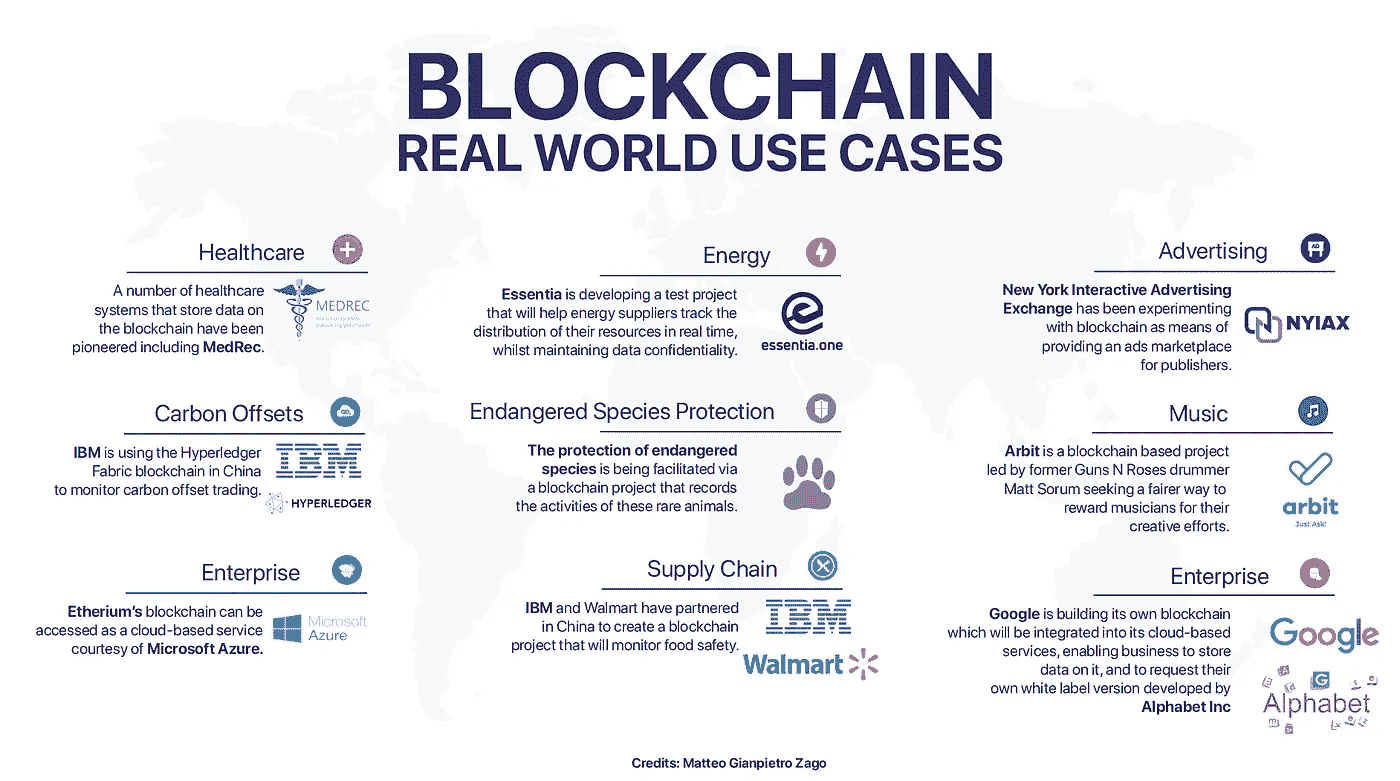 BLOCKCHAIN
REAL WORLD USE CASES
Healthcare
A number of healthcare
systems that store data on
the blockchain have been
pioneered including MedRec.
MEDREC
Energy
Essentia is developing a test project
that will help energy suppliers track the
distribution of their resources in real time,
whilst maintaining data confidentiality.
essentia.one
Advertising
AD
New York Interactive Advertising
Exchange has been experimenting
with blockchain as means of
providing an ads marketplace
for publishers.
NYIAX
Carbon Offsets
IBM is using the Hyperledger
Fabric blockchain in China
to monitor carbon offset trading.
IBM
HYPERLEDGER
Endangered Species Protection
The protection of endangered
species is being facilitated via
a blockchain project that records
the activities of these rare animals.
Music
Arbit is a blockchain based project
led by former Guns N Roses drummer
Matt Sorum seeking a fairer way to
reward musicians for their
creative efforts.
arbit
Just Ask!
Enterprise
Etherium's blockchain can be
accessed as a cloud-based service
courtesy of Microsoft Azure.
Microsoft
Azure
Supply Chain
IBM and Walmart have partnered
in China to create a blockchain
project that will monitor food safety.
IBM
Walmart
Enterprise
Google is building its own blockchain
which will be integrated into its cloud-based
services, enabling business to store
data on it, and to request their
own white label version developed by
Alphabet Inc
Google
G
Alphabet
Credits: Matteo Gianpietro Zago